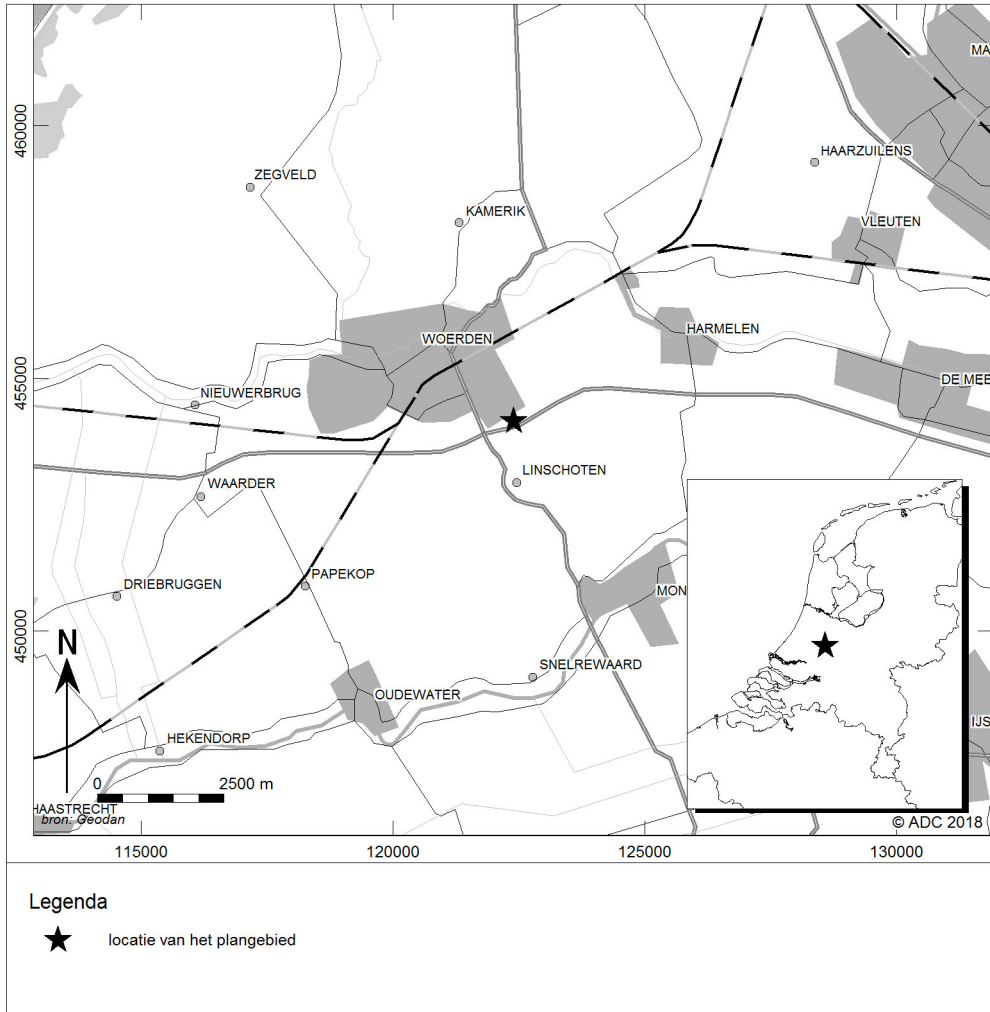 MA
460000
HAARZUILENS
ZEGVELD
KAMERIK
VLEUTEN
WOERDEN
HARMELEN
455000
DE MEE
NIEUWERBRUG
LINSCHOTEN
WAARDER
DRIEBRUGGEN
PAPEKOP
MON
450000
N
SNELREWAARD
OUDEWATER
IJS
HEKENDORP
0
2500 m
HAASTRECHT
bron: Geodan
© ADC 2018
115000
120000
125000
130000
Legenda
locatie van het plangebied